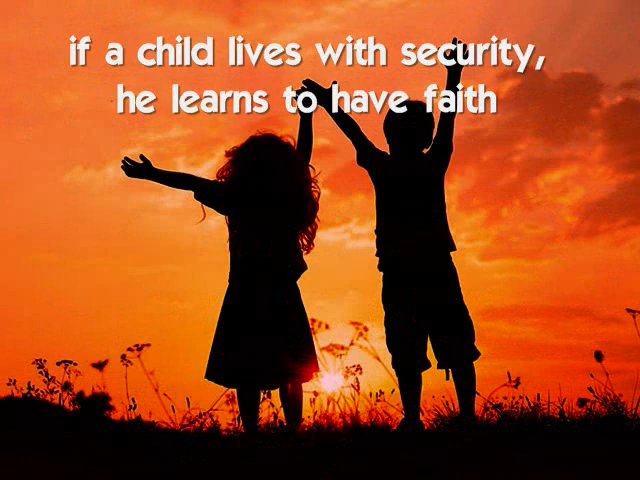 if a child lives with security,
he learns to have faith